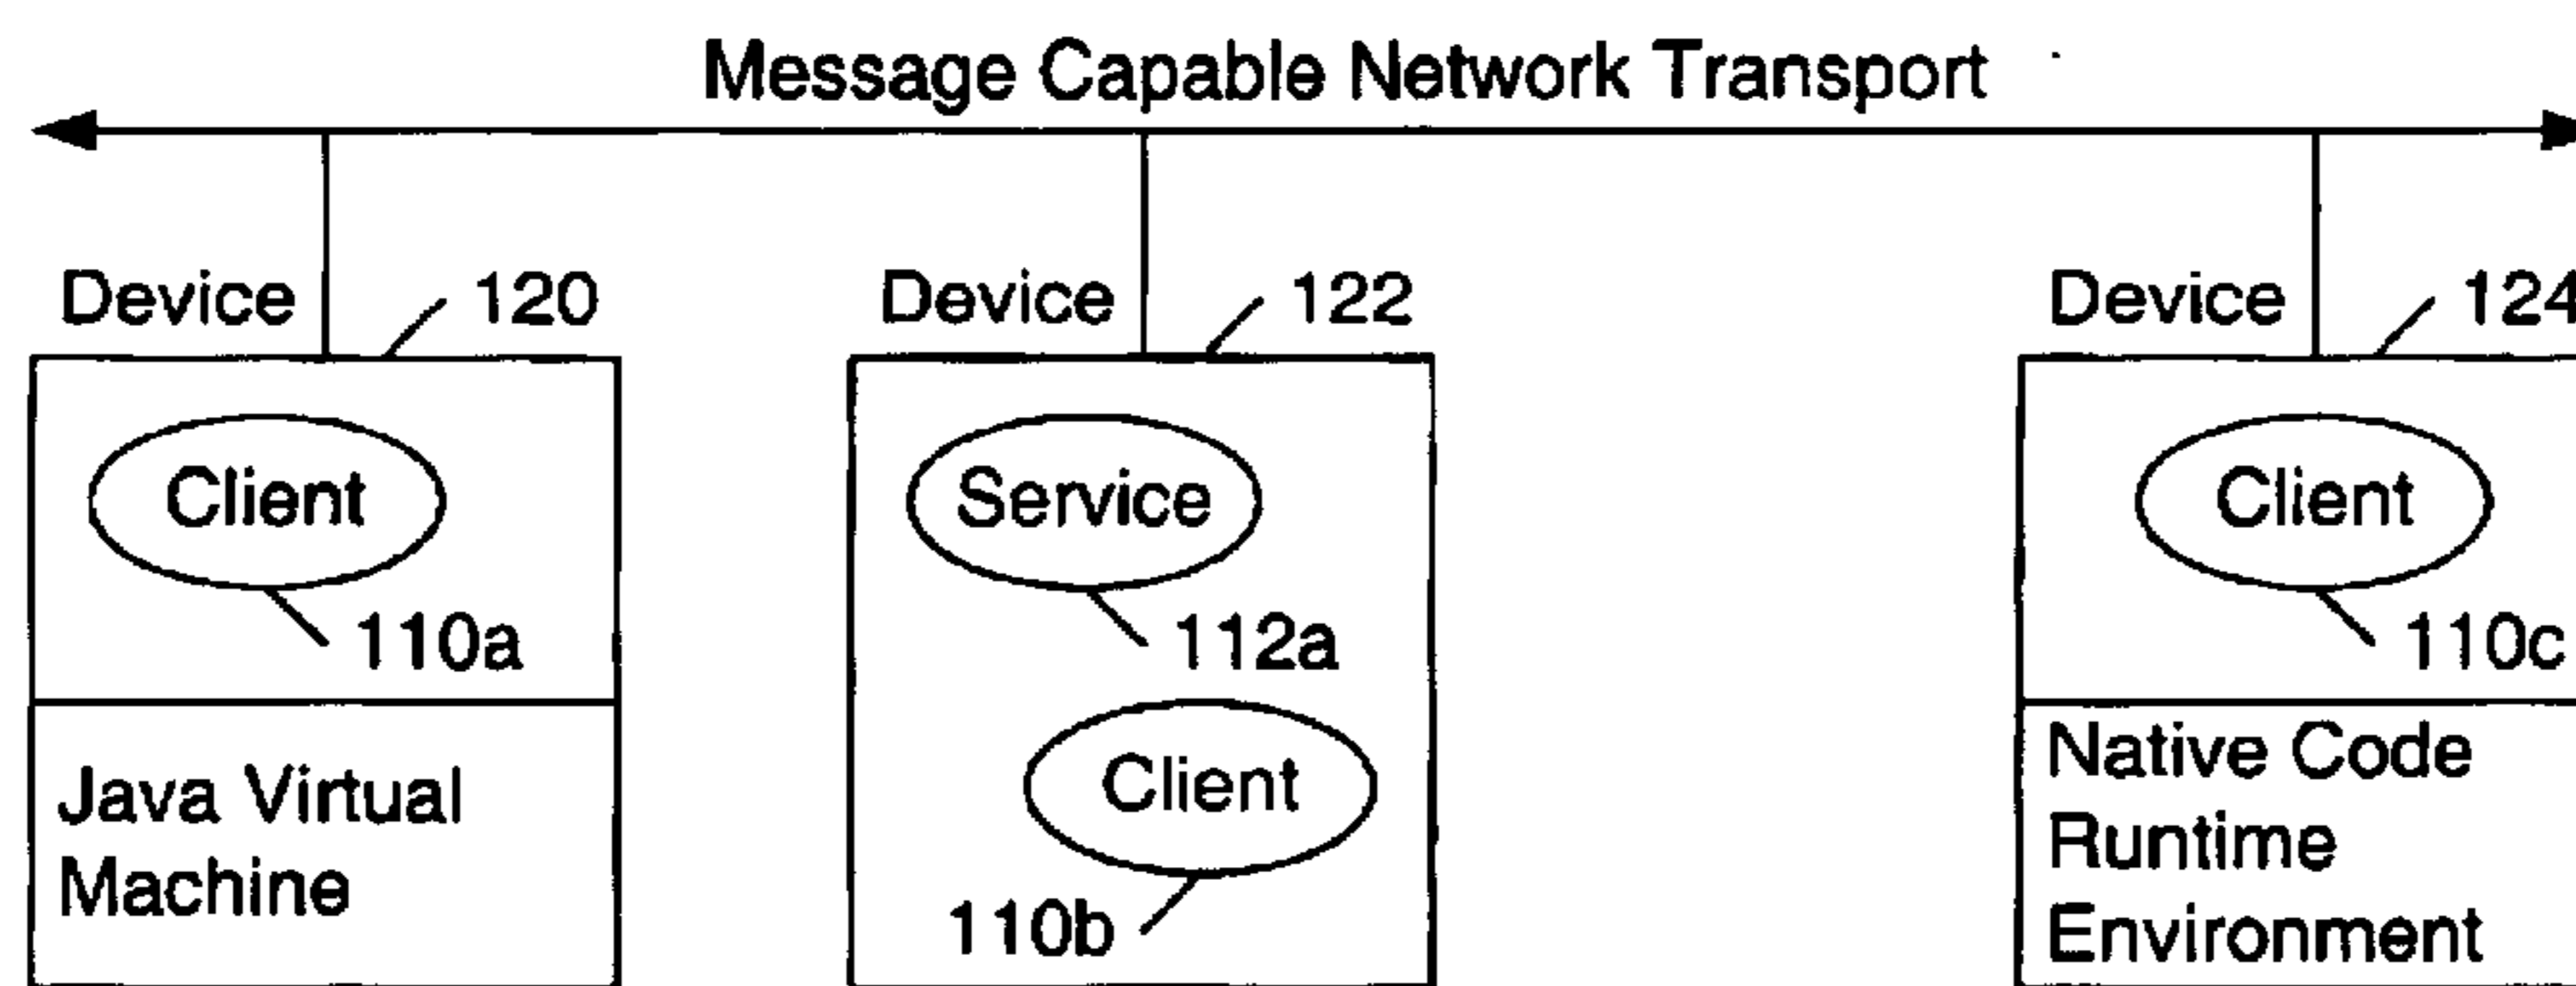 Message Capable Network Transport
Device 120
Device 122
Device 124
Client
110a
Java Virtual
Machine
Service
112a
Client
110b
Client
110c
Native Code
Runtime
Environment